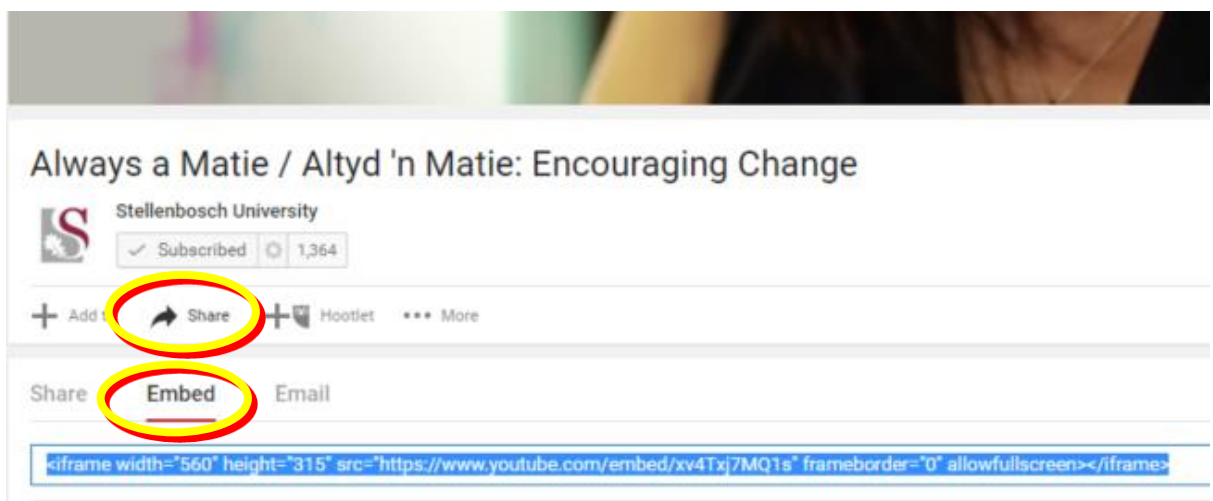 Always a Matie / Altyd 'n Matie: Encouraging Change
Stellenbosch University
Subscribed 1,364
Add t Share Hootlet More
Share Embed Email
<iframe width="560" height="315" src="https://www.youtube.com/embed/xv4Txj7MQ1s" frameborder="0" allowfullscreen></iframe>